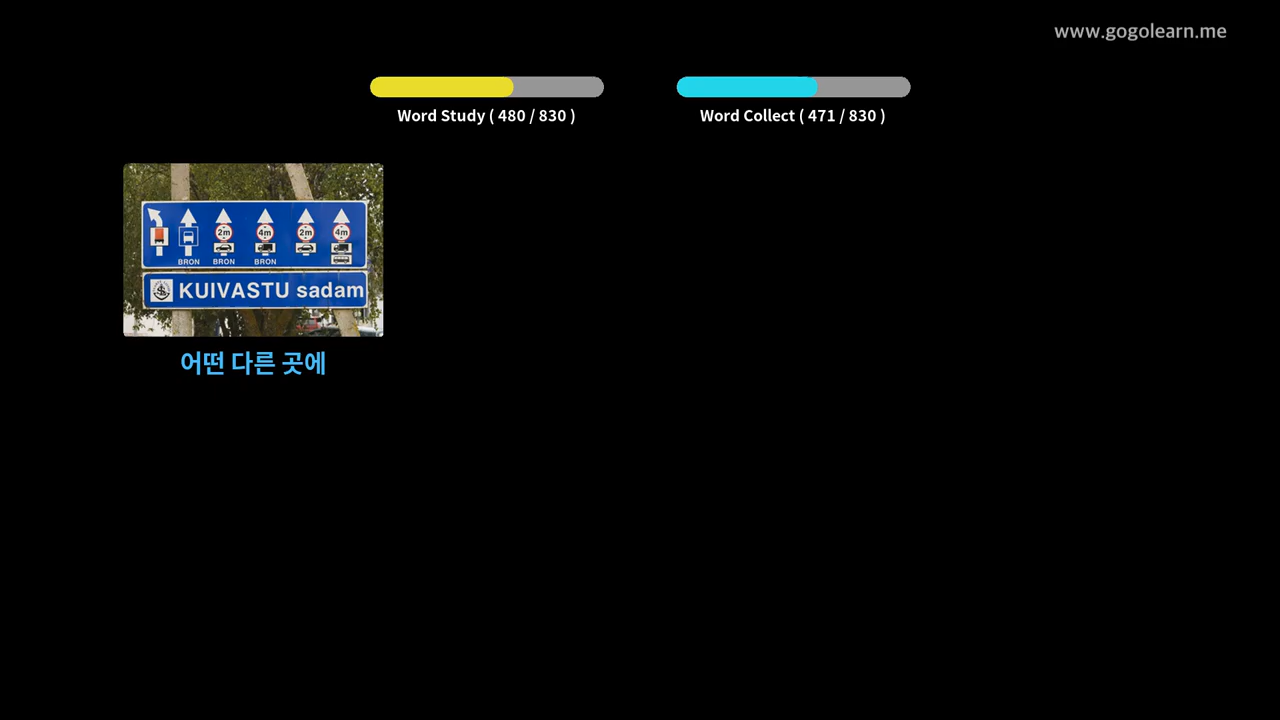 www.gogolearn.me
Word Study ( 480 / 830 )
Word Collect ( 471 / 830 )
2m
4m
2m
4m
BRON
BRON
BRON
KUIVASTU sadam
어떤 다른 곳에